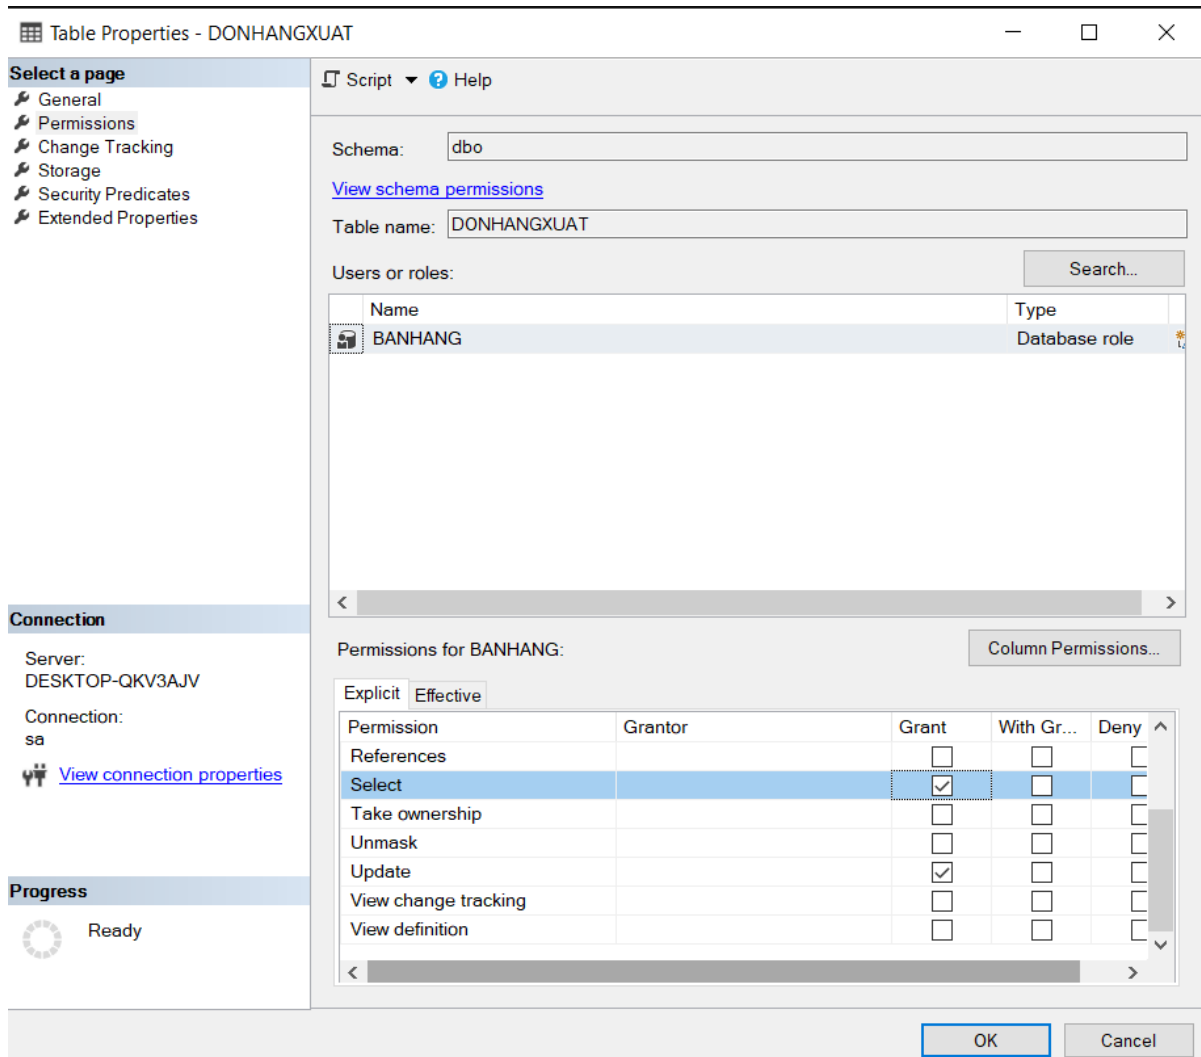 Table Properties - DONHANGXUAT
Select a page
General
Permissions
Change Tracking
Storage
Security Predicates
Extended Properties
Connection
Server:
DESKTOP-QKV3AJV
Connection:
sa
View connection properties
Progress
Ready
Script Help
Schema: dbo
View schema permissions
Table name: DONHANGXUAT
Users or roles: Search...
Name Type
BANHANG Database role
Permissions for BANHANG: Column Permissions...
Explicit Effective
Permission Grantor Grant With Gr... Deny
References
Select
Take ownership
Unmask
Update
View change tracking
View definition
OK Cancel